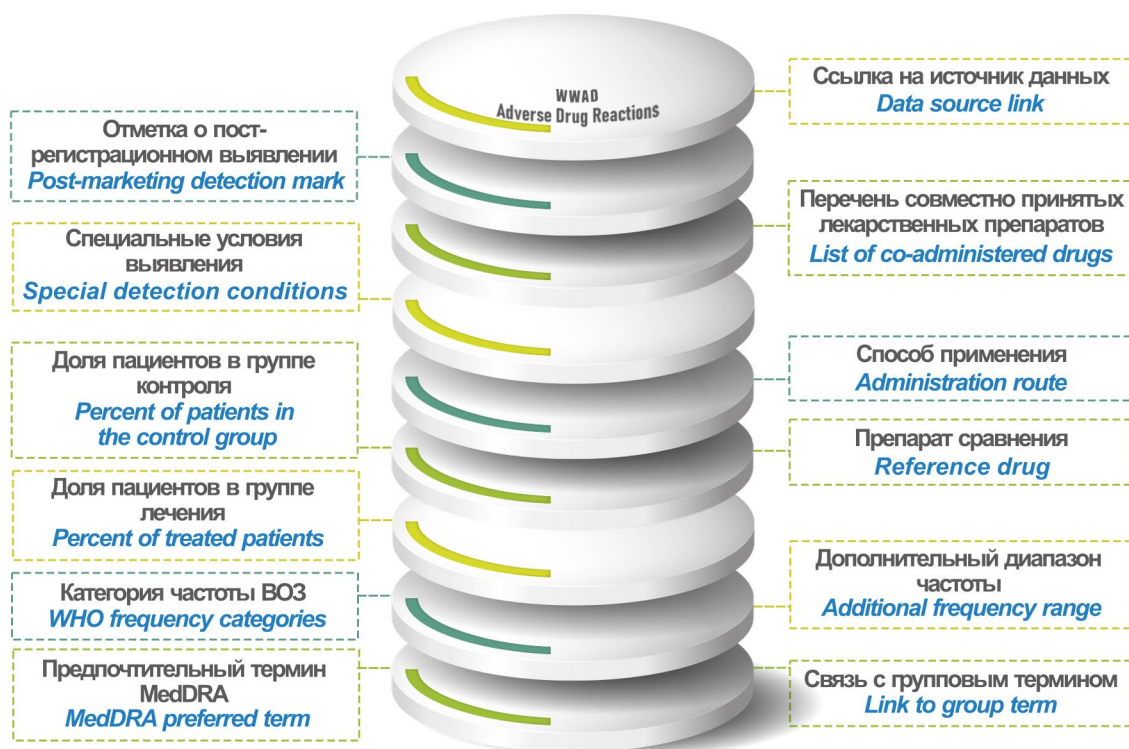 WWAD
Adverse Drug Reactions
Отметка о пост-
регистрационном выявлении
Post-marketing detection mark
Специальные условия
выявления
Special detection conditions
Доля пациентов в группе
контроля
Percent of patients in
the control group
Доля пациентов в группе
лечения
Percent of treated patients
Категория частоты ВОЗ
WHO frequency categories
Предпочтительный термин
MedDRA
MedDRA preferred term
Ссылка на источник данных
Data source link
Перечень совместно принятых
лекарственных препаратов
List of co-administered drugs
Способ применения
Administration route
Препарат сравнения
Reference drug
Дополнительный диапазон
частоты
Additional frequency range
Связь с групповым термином
Link to group term